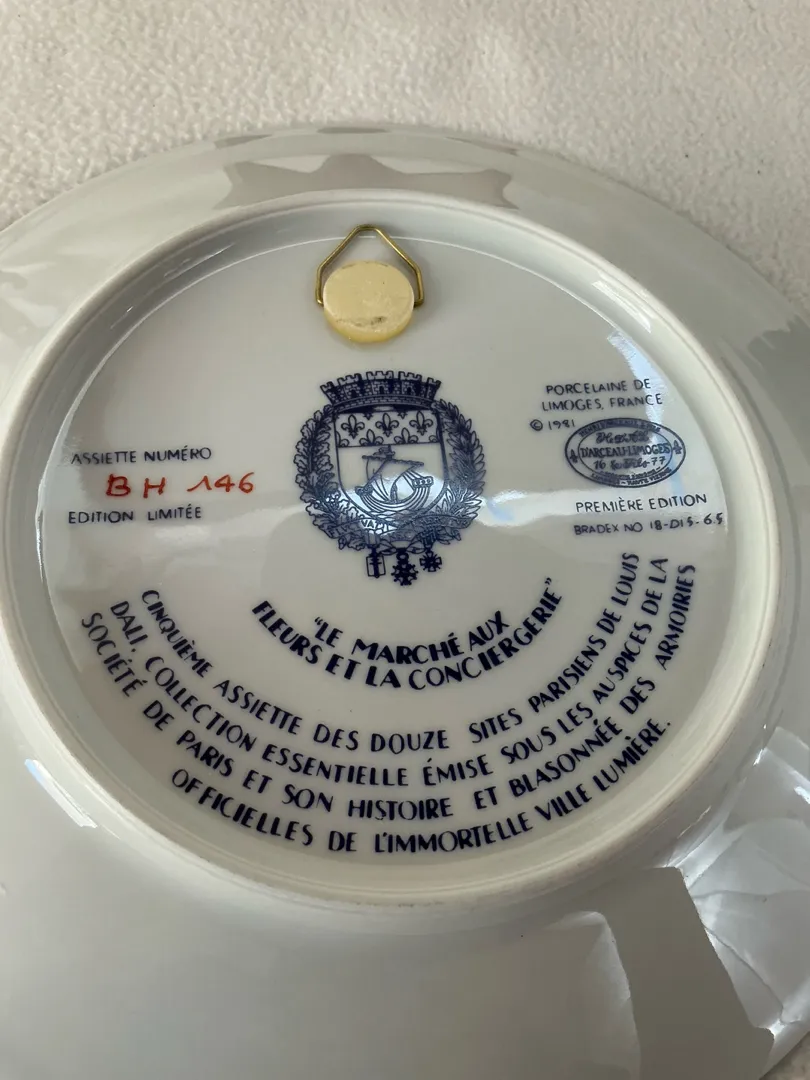 PORCELAINE DE
LIMOGES, FRANCE
© 1981
D'ARCEAU-LIMOGES
ASSIETTE NUMÉRO
BH 146
EDITION LIMITÉE
PREMIÈRE EDITION
BRADEX NO 18-D15-6.5
"LE MARCHÉ AUX
FLEURS ET LA CONCIERGERIE"
CINQUIÈME ASSIETTE DES DOUZE SITES PARISIENS DE LOUIS
DALI, COLLECTION ESSENTIELLE ÉMISE SOUS LES AUSPICES DE LA
SOCIÉTÉ DE PARIS ET SON HISTOIRE ET BLASONNÉE DES ARMOIRIES
OFFICIELLES DE L'IMMORTELLE VILLE LUMIÈRE.